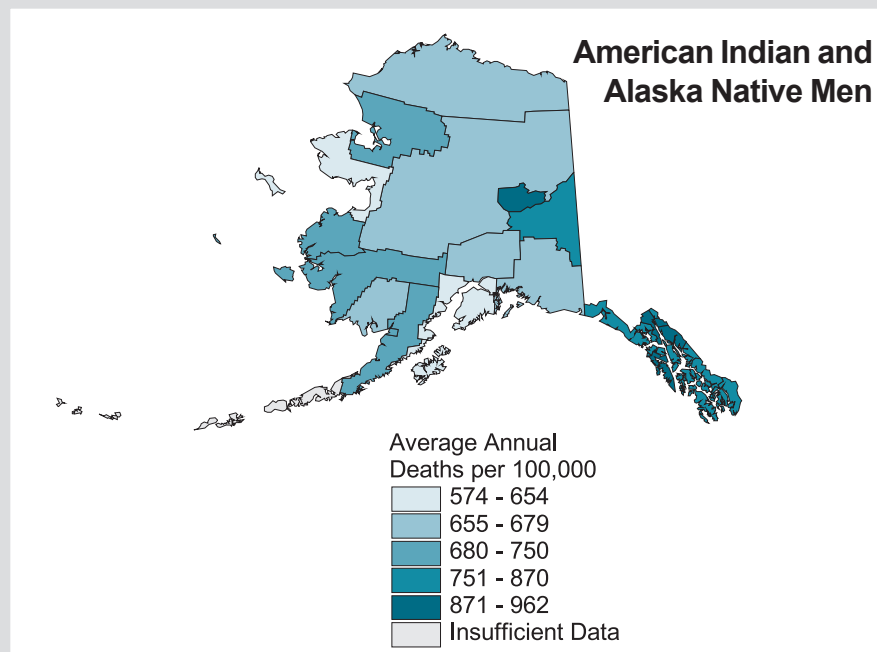 American Indian and
Alaska Native Men
Average Annual
Deaths per 100,000
574 - 654
655 - 679
680 - 750
751 - 870
871 - 962
Insufficient Data